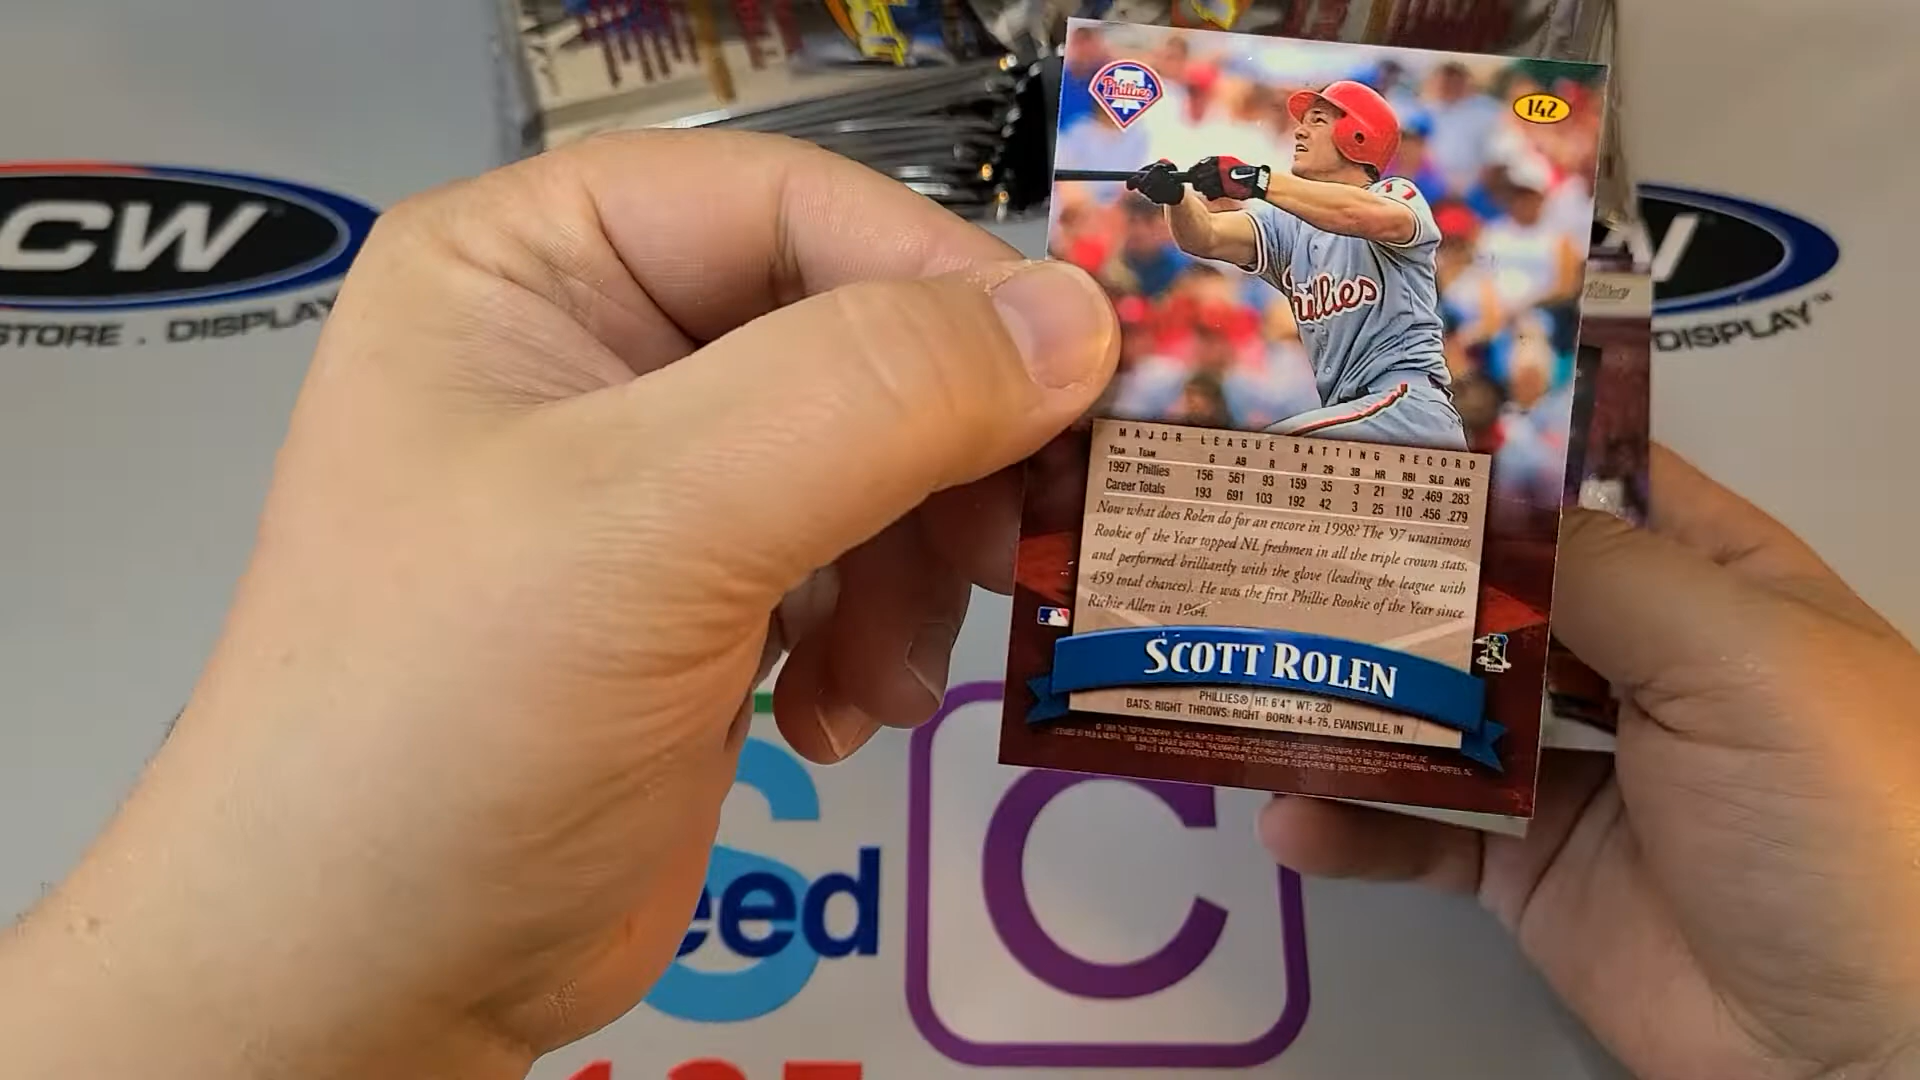 Phillies
142
CW
STORE . DISPLAY
DISPLAY™
Phillies
MAJOR LEAGUE BATTING RECORD
YEAR TEAM G AB R H 2B 3B HR RBI SLG AVG
1997 Phillies 156 561 93 159 35 3 21 92 .469 .283
Career Totals 193 691 103 192 42 3 25 110 .456 .279
Now what does Rolen do for an encore in 1998? The '97 unanimous
Rookie of the Year topped NL freshmen in all the triple crown stats,
and performed brilliantly with the glove (leading the league with
459 total chances). He was the first Phillie Rookie of the Year since
Richie Allen in 1964.
SCOTT ROLEN
PHILLIES® HT: 6'4" WT: 220
BATS: RIGHT THROWS: RIGHT BORN: 4-4-75, EVANSVILLE, IN
S
eed
C